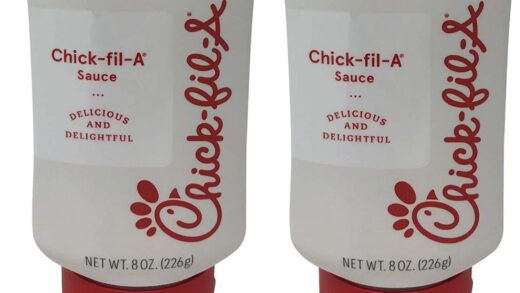 Chick-fil-A®
Sauce
...
DELICIOUS
AND
DELIGHTFUL
Chick-fil-A®
NET WT. 8 OZ. (226g)
Chick-fil-A®
Sauce
...
DELICIOUS
AND
DELIGHTFUL
Chick-fil-A®
NET WT. 8 OZ. (226g)